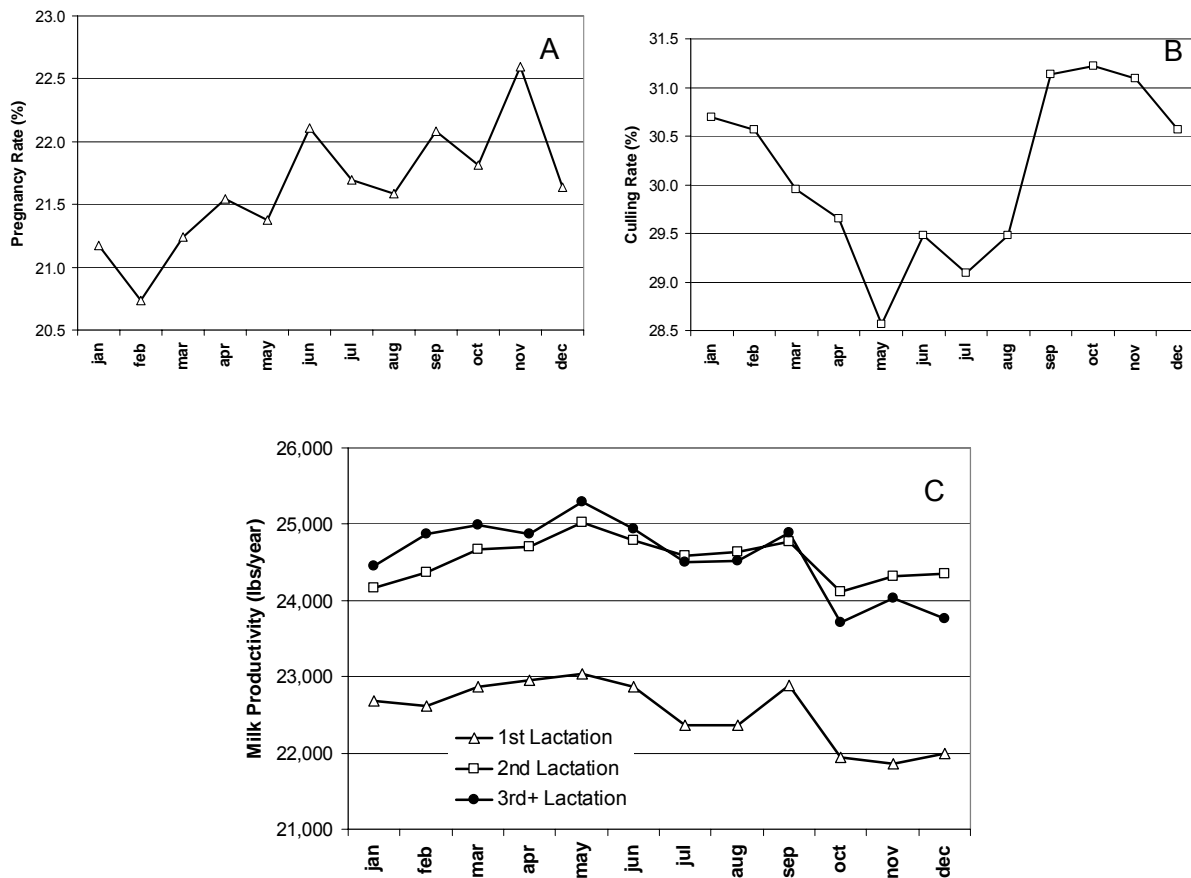 A
Pregnancy Rate (%)
23.0
22.5
22.0
21.5
21.0
20.5
jan
feb
mar
apr
may
jun
jul
aug
sep
oct
nov
dec
B
Culling Rate (%)
31.5
31.0
30.5
30.0
29.5
29.0
28.5
jan
feb
mar
apr
may
jun
jul
aug
sep
oct
nov
dec
C
Milk Productivity (lbs/year)
26,000
25,000
24,000
23,000
22,000
21,000
1st Lactation
2nd Lactation
3rd+ Lactation
jan
feb
mar
apr
may
jun
jul
aug
sep
oct
nov
dec